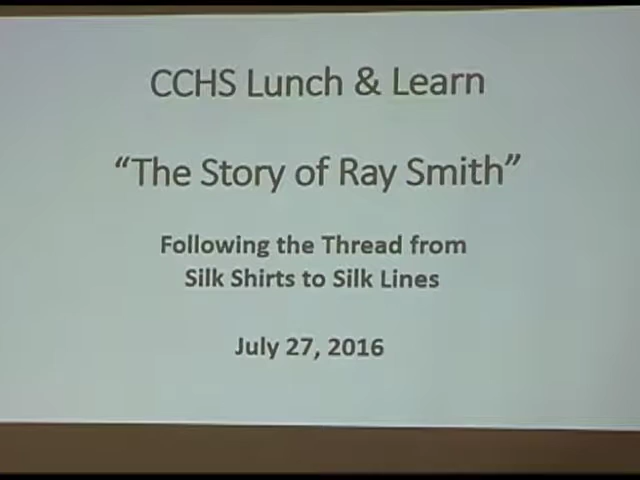 CCHS Lunch & Learn
“The Story of Ray Smith”
Following the Thread from
Silk Shirts to Silk Lines
July 27, 2016